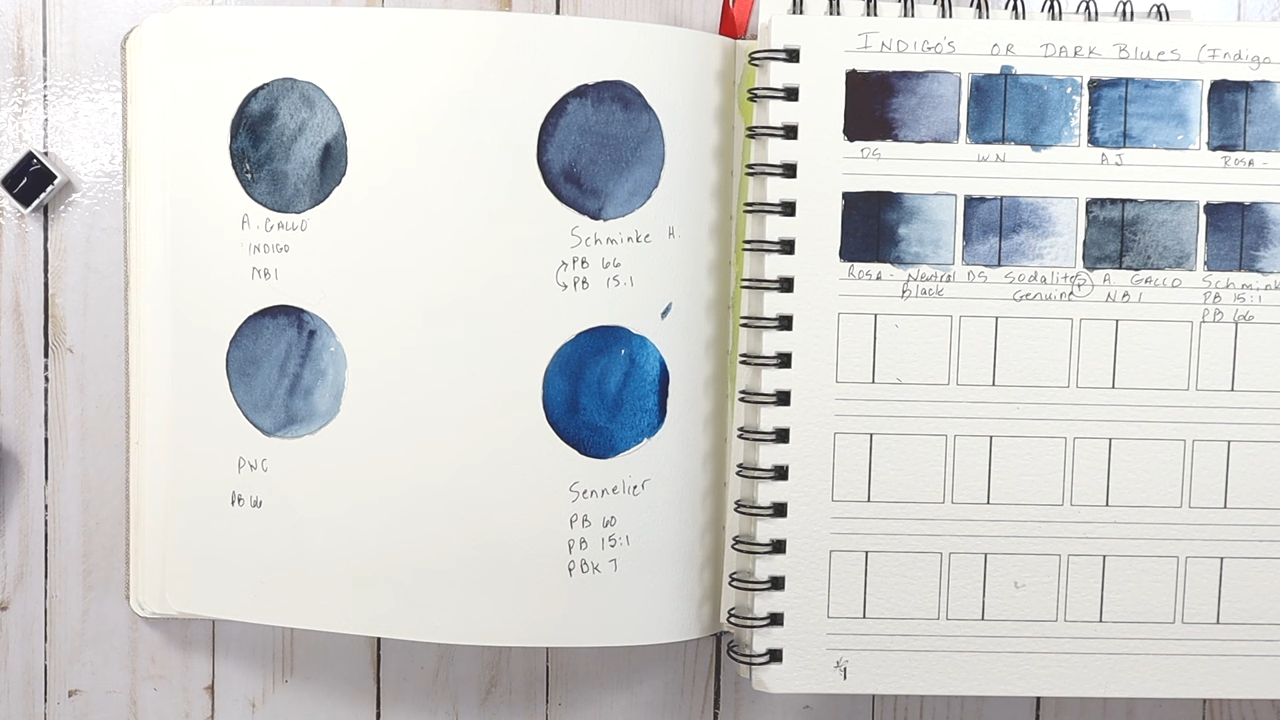 A. GALLO
INDIGO
NB1
Schminke H.
PB 66
PB 15:1
PWC
PB 66
Sennelier
PB 60
PB 15:1
PBK 7
INDIGO'S OR DARK BLUES (Indigo
DS WN AJ ROSA -
ROSA - Neutral Black
DS Sodalite Genuine P
A. GALLO
NB1
Schmink
PB 15:1
PB 66